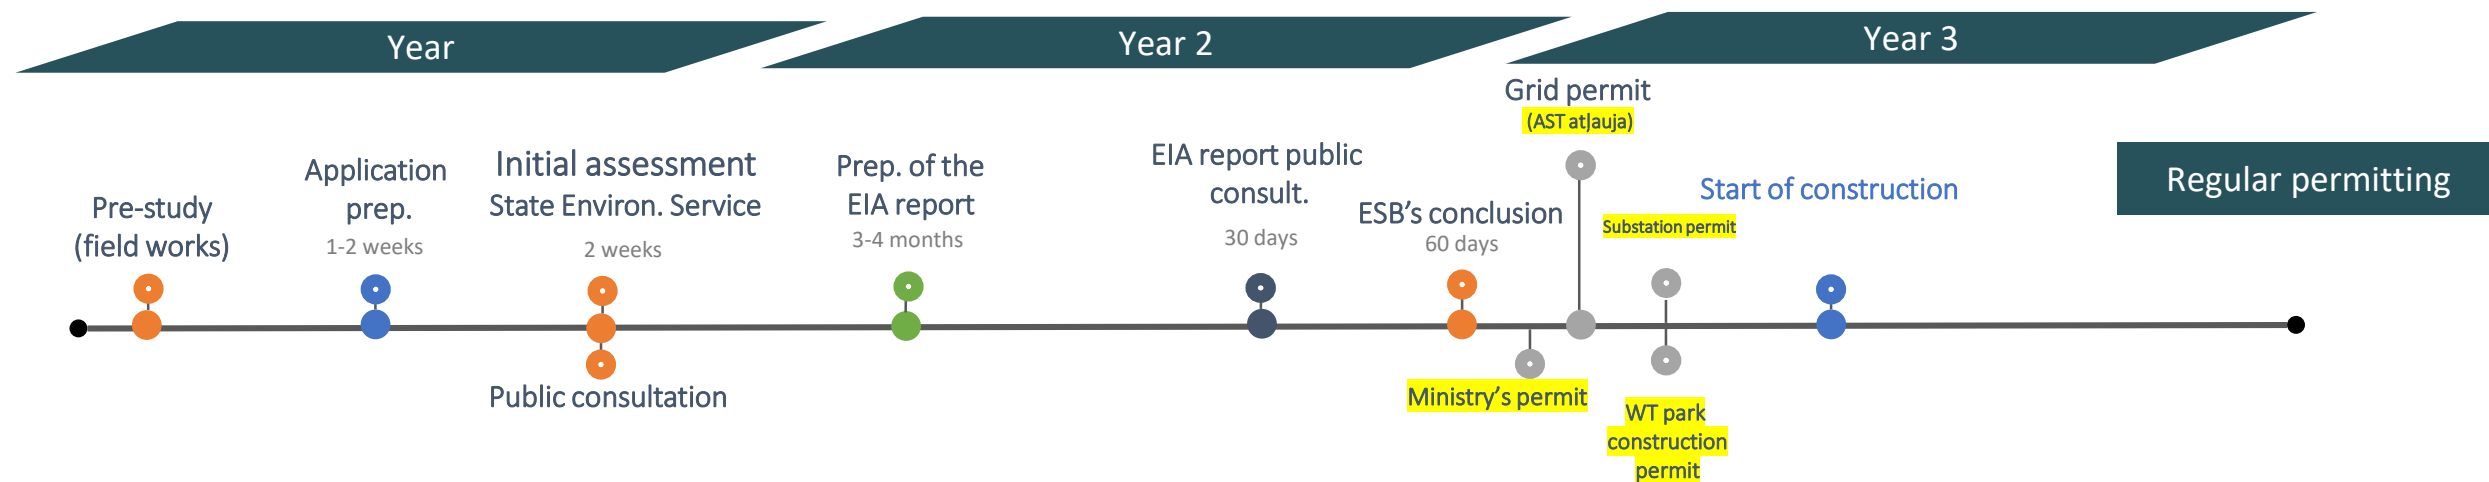 Year
Year 2
Year 3
Grid permit
(AST atļauja)
Pre-study
(field works)
Application
prep.
1-2 weeks
Initial assessment
State Environ. Service
2 weeks
Public consultation
Prep. of the
EIA report
3-4 months
EIA report public
consult.
30 days
ESB’s conclusion
60 days
Ministry’s permit
Substation permit
WT park
construction
permit
Start of construction
Regular permitting